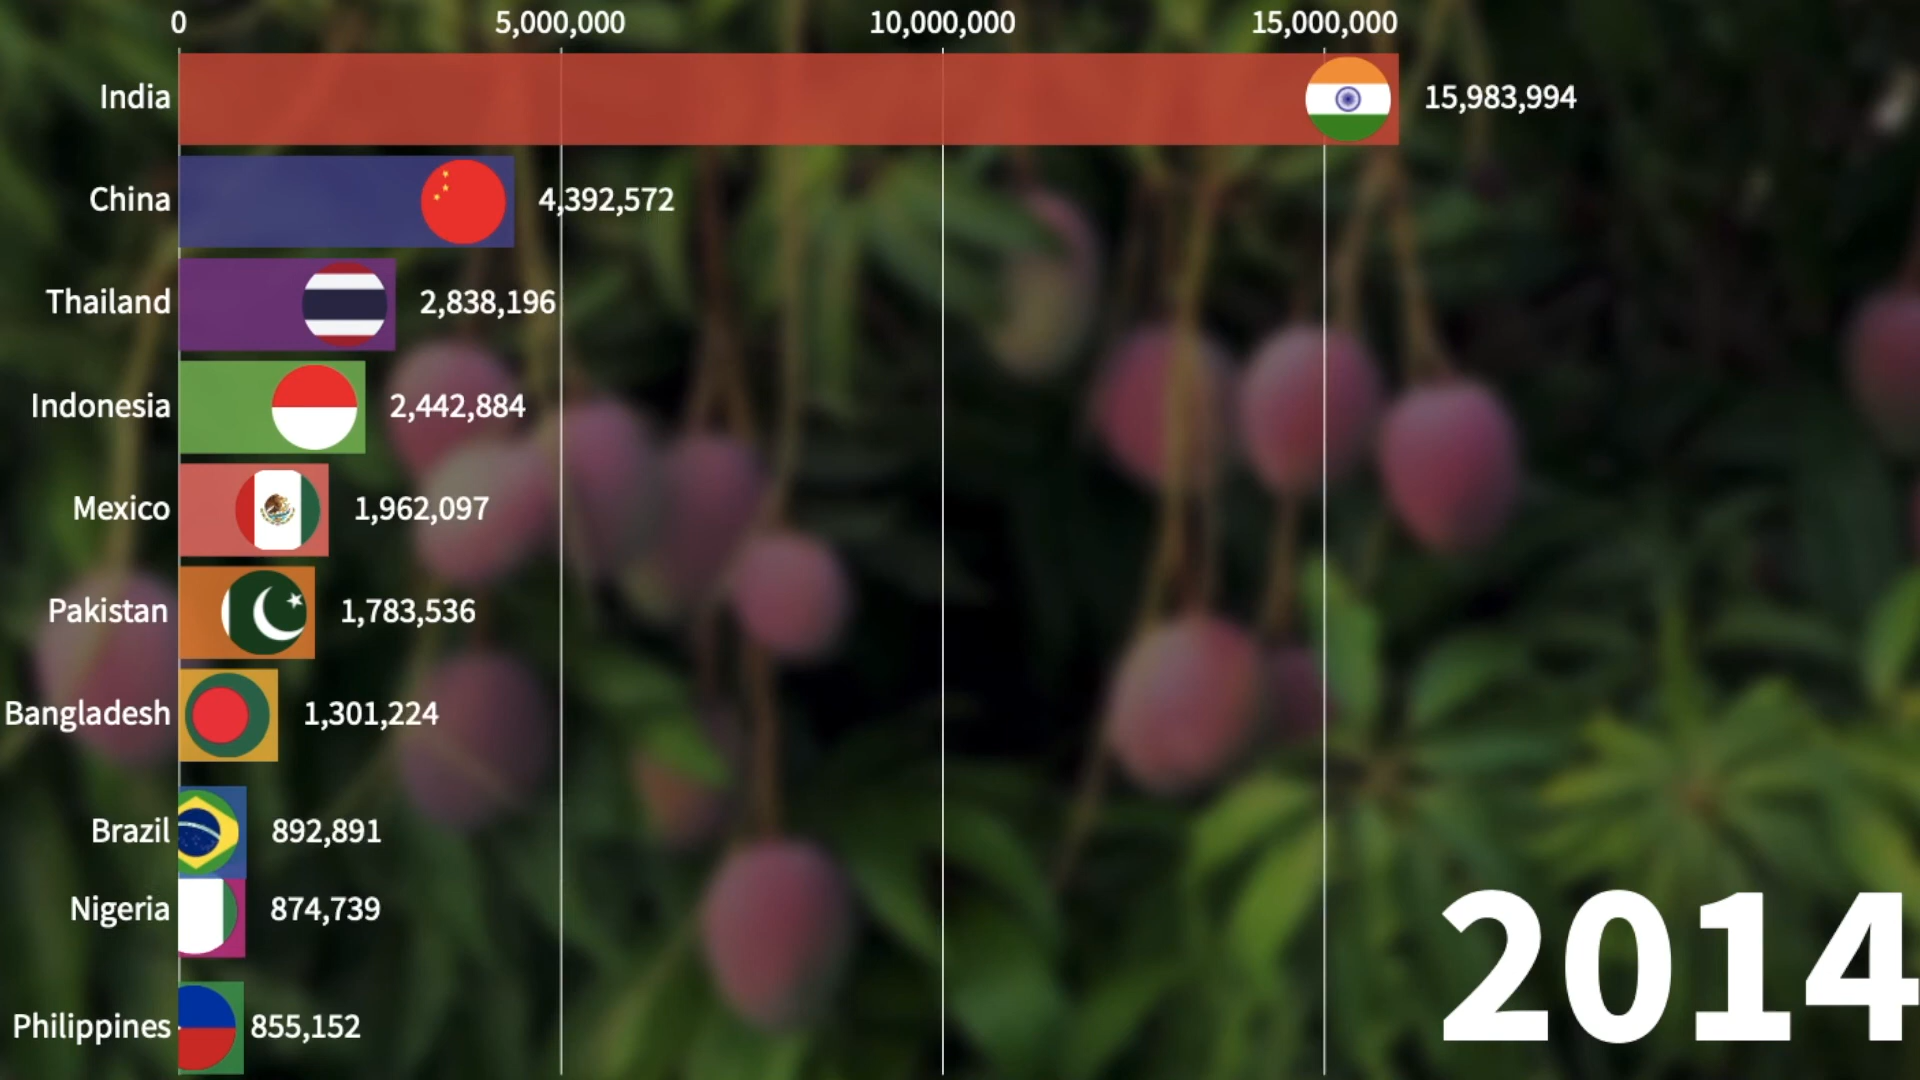 0 5,000,000 10,000,000 15,000,000
India 15,983,994
China 4,392,572
Thailand 2,838,196
Indonesia 2,442,884
Mexico 1,962,097
Pakistan 1,783,536
Bangladesh 1,301,224
Brazil 892,891
Nigeria 874,739
Philippines 855,152
2014